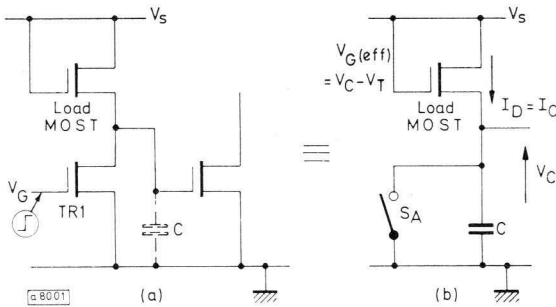 Vs
Load
MOST
VG
TR1
C
a 8001
(a)
Vs
VG(eff)
= VC-VT
Load
MOST
ID=IC
VC
SA
C
(b)